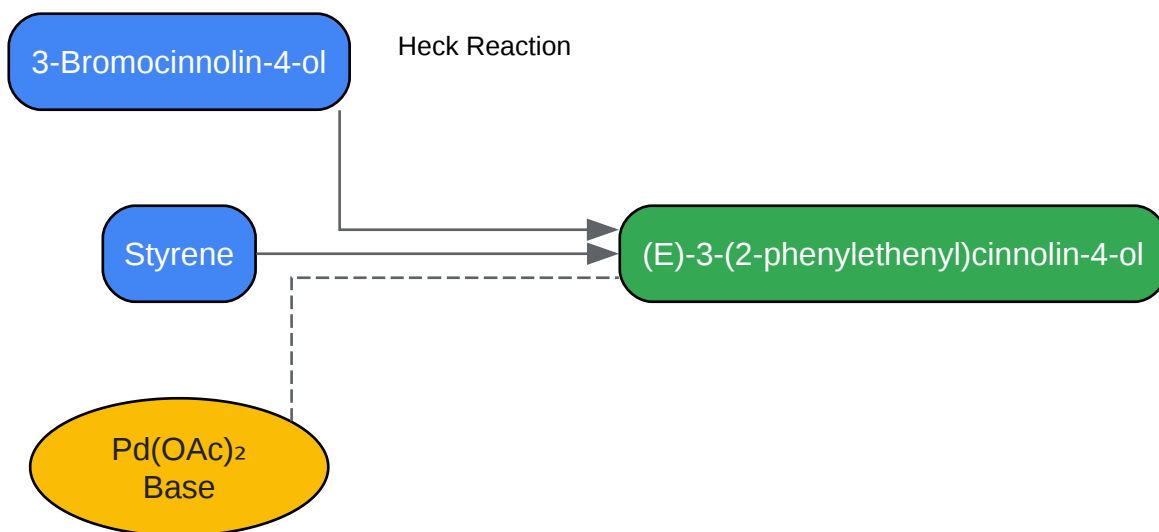 3-Bromocinnolin-4-ol
Heck Reaction
Styrene
(E)-3-(2-phenylethenyl)cinnolin-4-ol
Pd(OAc)₂
Base